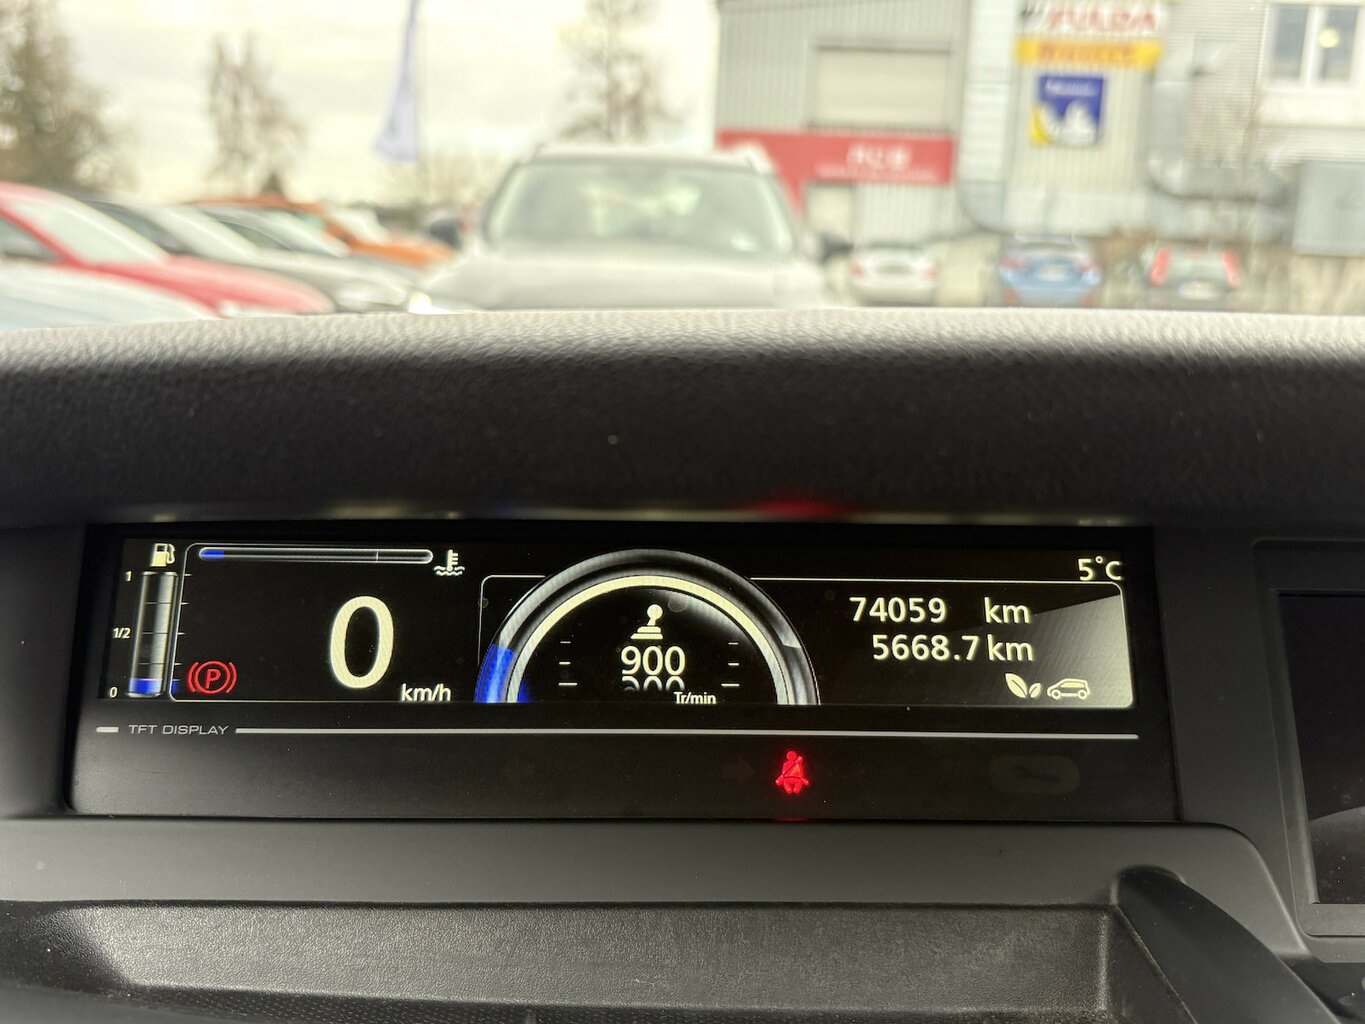 FULDA
5°C
1
1/2
0
P
0
km/h
900
Tr/min
74059 km
5668.7 km
TFT DISPLAY